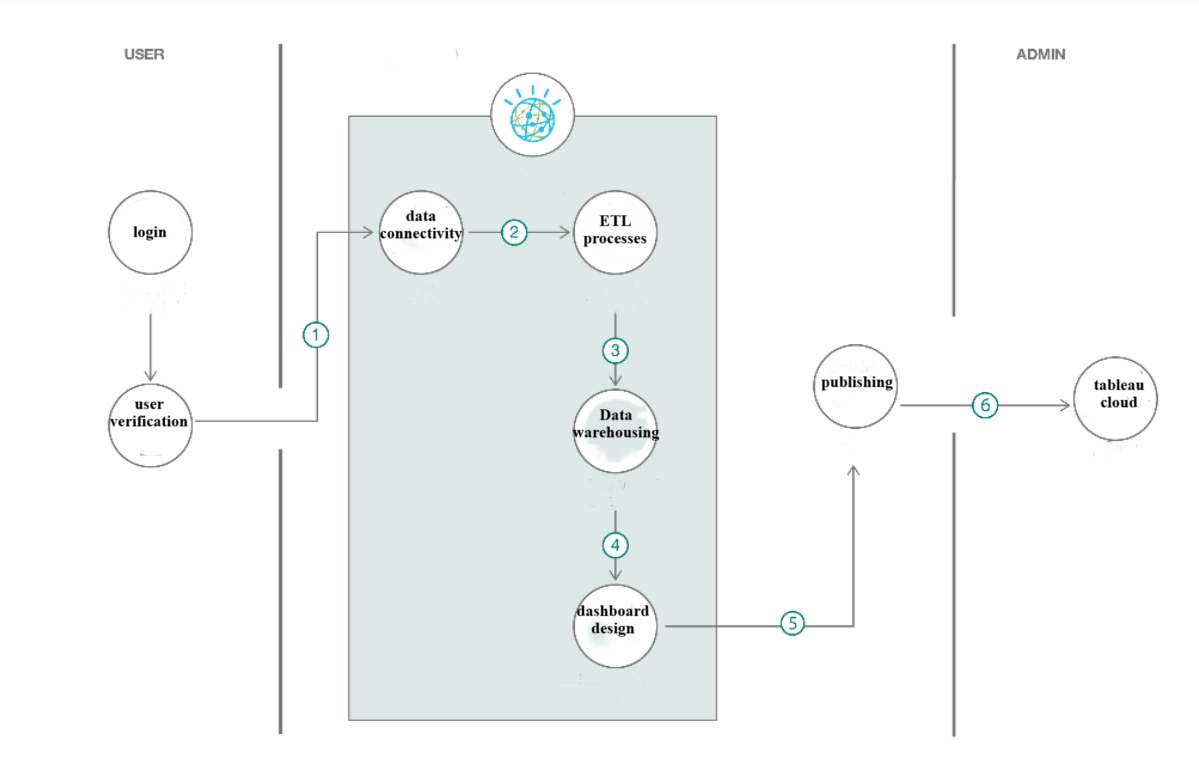 USER
ADMIN
login
data
connectivity
2
ETL
processes
1
3
user
verification
Data
warehousing
publishing
6
tableau
cloud
4
dashboard
design
5